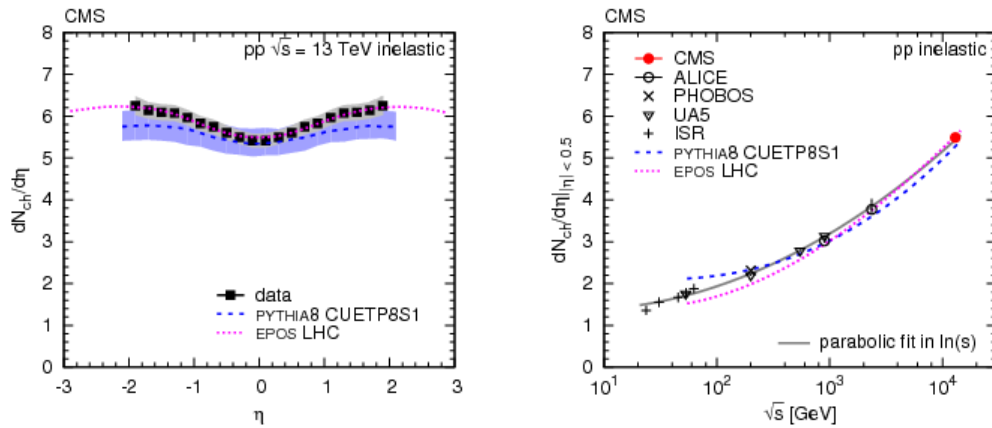 CMS
pp √s = 13 TeV inelastic
8
7
6
5
4
3
2
1
0
dN_ch/dη
data
PYTHIA8 CUETP8S1
EPOS LHC
-3 -2 -1 0 1 2 3
η
CMS
pp inelastic
8
7
6
5
4
3
2
1
0
dN_ch/dη|_|η| < 0.5
CMS
ALICE
PHOBOS
UA5
ISR
PYTHIA8 CUETP8S1
EPOS LHC
parabolic fit in ln(s)
10^1 10^2 10^3 10^4
√s [GeV]